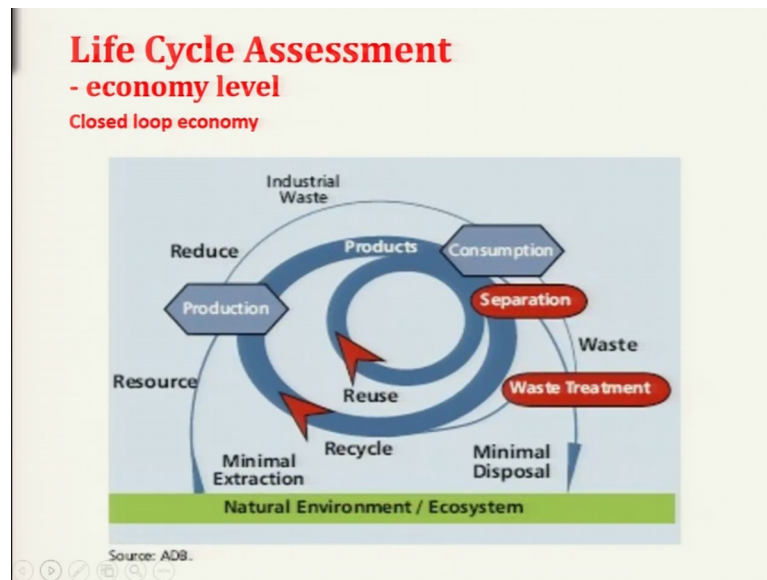 Life Cycle Assessment
- economy level
Closed loop economy
Industrial
Waste
Reduce
Products
Consumption
Production
Separation
Waste
Resource
Reuse
Waste Treatment
Recycle
Minimal
Extraction
Minimal
Disposal
Natural Environment / Ecosystem
Source: ADB.